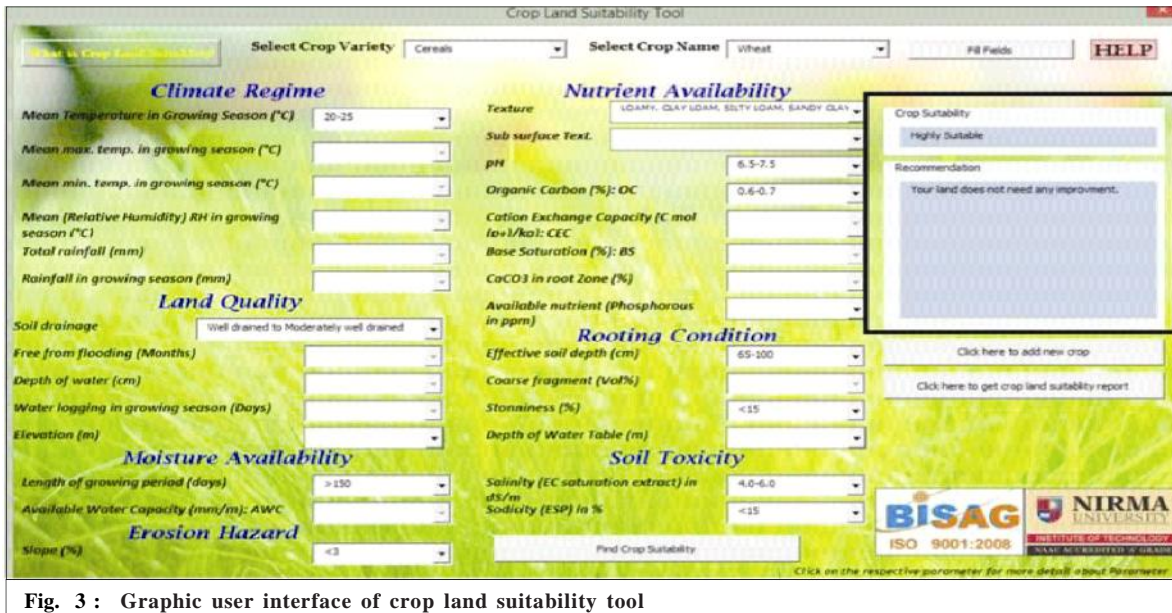 Crop Land Suitability Tool
What is Crop Land Suitability?
Select Crop Variety Cereals Select Crop Name Wheat Fill Fields HELP
Climate Regime
Mean Temperature in Growing Season (°C) 20-25
Mean max. temp. in growing season (°C)
Mean min. temp. in growing season (°C)
Mean (Relative Humidity) RH in growing
season (°C)
Total rainfall (mm)
Rainfall in growing season (mm)
Land Quality
Soil drainage Well drained to Moderately well drained
Free from flooding (Months)
Depth of water (cm)
Water logging in growing season (Days)
Elevation (m)
Moisture Availability
Length of growing period (days) >150
Available Water Capacity (mm/m): AWC
Erosion Hazard
Slope (%) <3
Nutrient Availability
Texture LOAMY, CLAY LOAM, SILTY LOAM, SANDY CLAY
Sub surface Text.
pH 6.5-7.5
Organic Carbon (%): OC 0.6-0.7
Cation Exchange Capacity (C mol
(p+)/kg): CEC
Base Saturation (%): BS
CaCO3 in root Zone (%)
Available nutrient (Phosphorous
in ppm)
Rooting Condition
Effective soil depth (cm) 65-100
Coarse fragment (Vol%)
Stonniness (%) <15
Depth of Water Table (m)
Soil Toxicity
Salinity (EC saturation extract) in
dS/m 4.0-6.0
Sodicity (ESP) in % <15
Find Crop Suitability
Crop Suitability
Highly Suitable
Recommendation
Your land does not need any improvment.
Click here to add new crop
Click here to get crop land suitablity report
BISAG
ISO 9001:2008
NIRMA
UNIVERSITY
INSTITUTE OF TECHNOLOGY
NAAC ACCREDITED 'A' GRADE
Click on the respective parameter for more detail about Parameter
Fig. 3 : Graphic user interface of crop land suitability tool